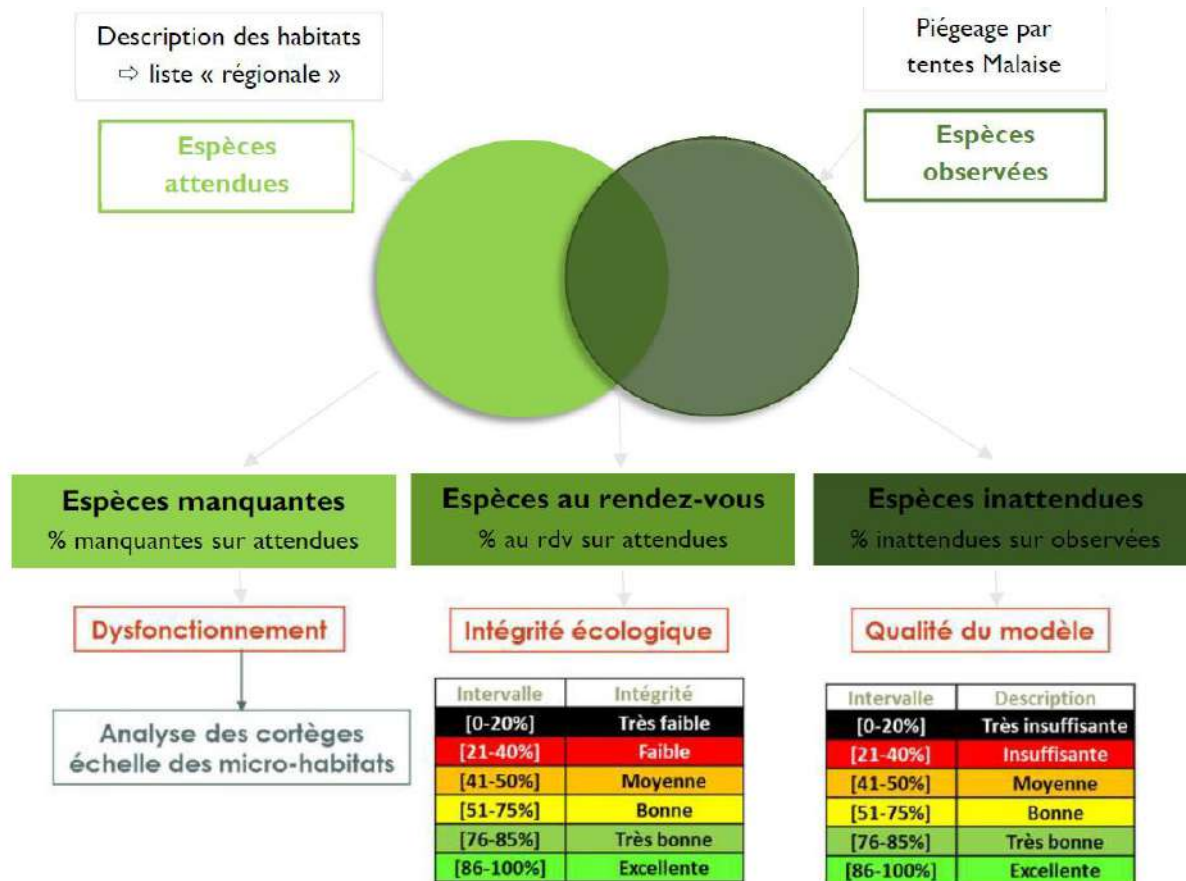 Description des habitats
⇨ liste « régionale »
Piégeage par
tentes Malaise
Espèces
attendues
Espèces
observées
Espèces manquantes
% manquantes sur attendues
Espèces au rendez-vous
% au rdv sur attendues
Espèces inattendues
% inattendues sur observées
Dysfonctionnement
Analyse des cortèges
échelle des micro-habitats
Intégrité écologique
Intervalle Intégrité
[0-20%] Très faible
[21-40%] Faible
[41-50%] Moyenne
[51-75%] Bonne
[76-85%] Très bonne
[86-100%] Excellente
Qualité du modèle
Intervalle Description
[0-20%] Très insuffisante
[21-40%] Insuffisante
[41-50%] Moyenne
[51-75%] Bonne
[76-85%] Très bonne
[86-100%] Excellente